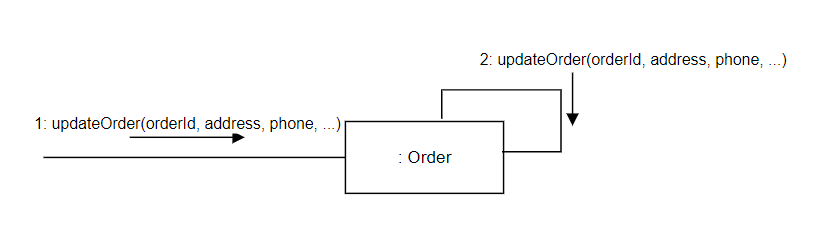 2: updateOrder(orderId, address, phone, ...)
1: updateOrder(orderId, address, phone, ...)
: Order